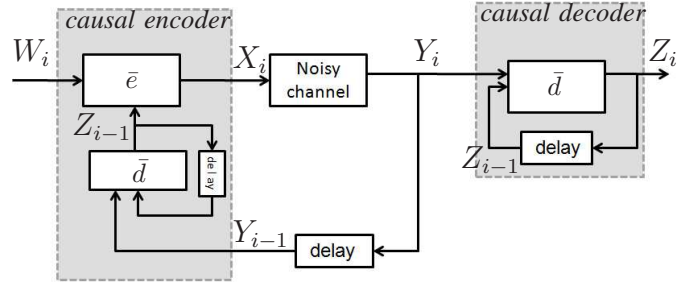 causal encoder
causal decoder
W_i
ē
X_i
Noisy
channel
Y_i
d̄
Z_i
Z_{i-1}
d̄
delay
Z_{i-1}
delay
Y_{i-1}
delay